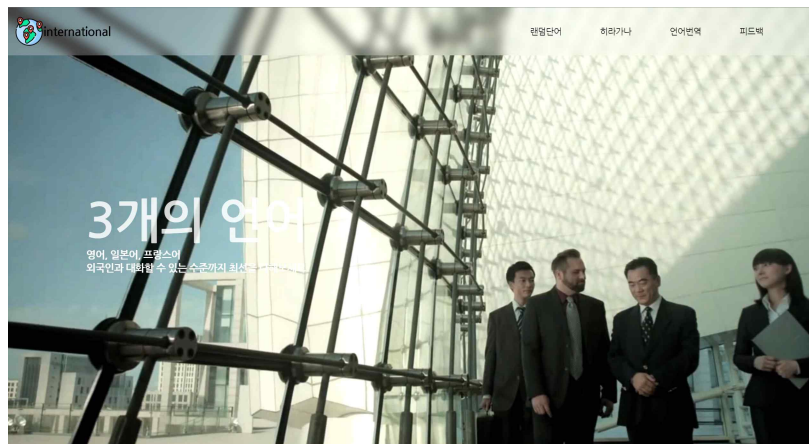 international
랜덤단어
히라가나
언어번역
피드백
3개의 언어
영어, 일본어, 프랑스어
외국인과 대화할 수 있는 수준까지